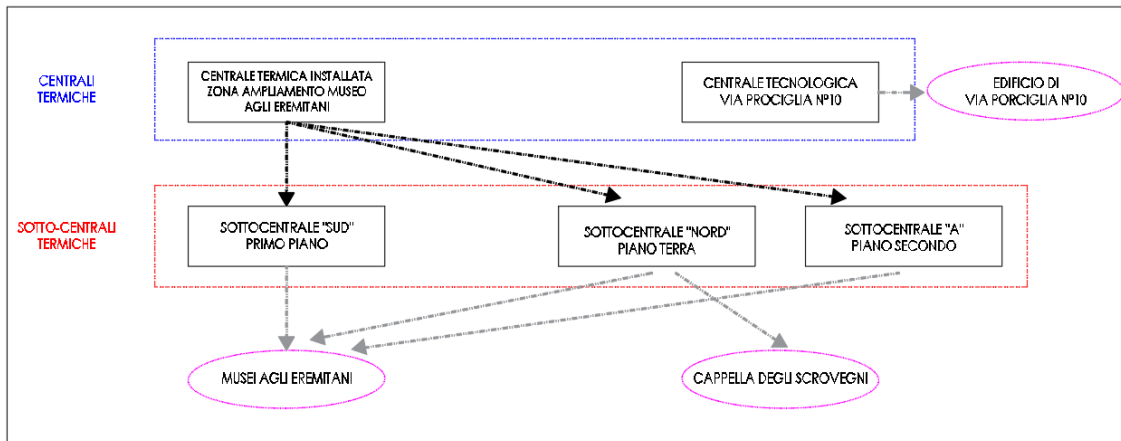 CENTRALI
TERMICHE
CENTRALE TERMICA INSTALLATA
ZONA AMPLIAMENTO MUSEO
AGLI EREMITANI
CENTRALE TECNOLOGICA
VIA PROCIGLIA N°10
EDIFICIO DI
VIA PORCIGLIA N°10
SOTTO-CENTRALI
TERMICHE
SOTTOCENTRALE "SUD"
PRIMO PIANO
SOTTOCENTRALE "NORD"
PIANO TERRA
SOTTOCENTRALE "A"
PIANO SECONDO
MUSEI AGLI EREMITANI
CAPPELLA DEGLI SCROVEGNI